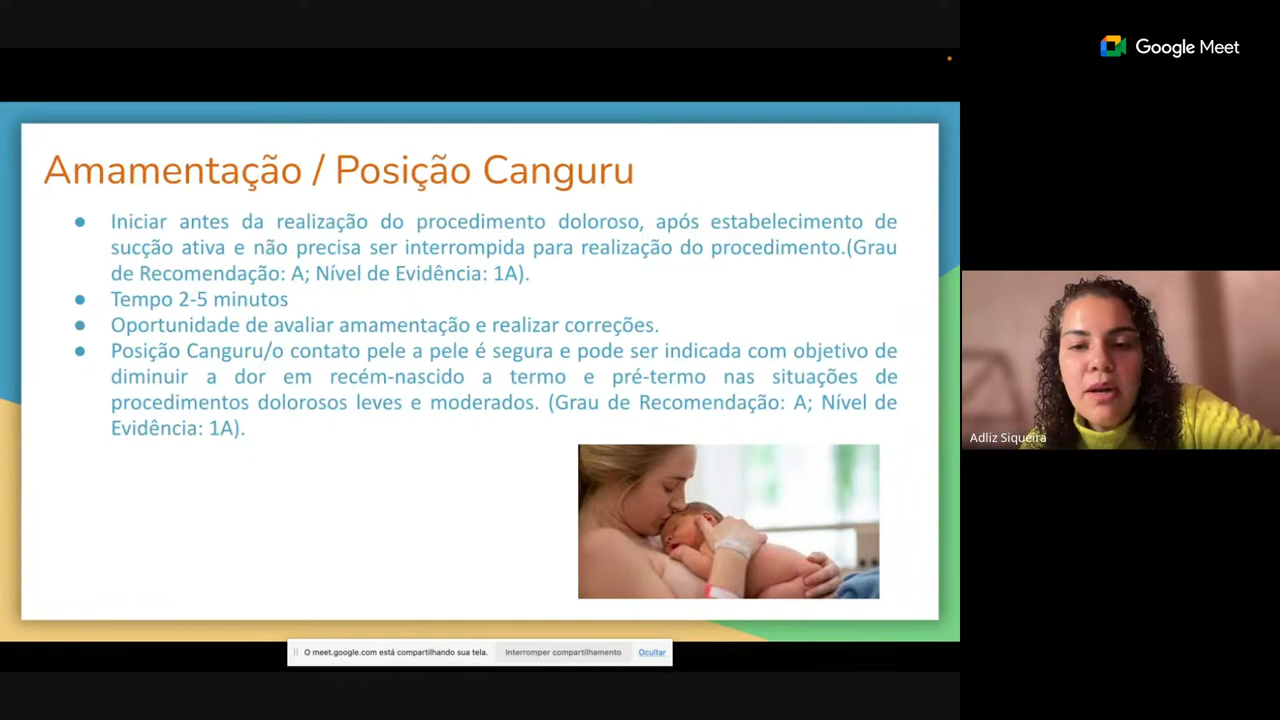 Google Meet
Amamentação / Posição Canguru
● Iniciar antes da realização do procedimento doloroso, após estabelecimento de
sucção ativa e não precisa ser interrompida para realização do procedimento.(Grau
de Recomendação: A; Nível de Evidência: 1A).
● Tempo 2-5 minutos
● Oportunidade de avaliar amamentação e realizar correções.
● Posição Canguru/o contato pele a pele é segura e pode ser indicada com objetivo de
diminuir a dor em recém-nascido a termo e pré-termo nas situações de
procedimentos dolorosos leves e moderados. (Grau de Recomendação: A; Nível de
Evidência: 1A).
Adliz Siqueira
O meet.google.com está compartilhando sua tela. Interromper compartilhamento Ocultar